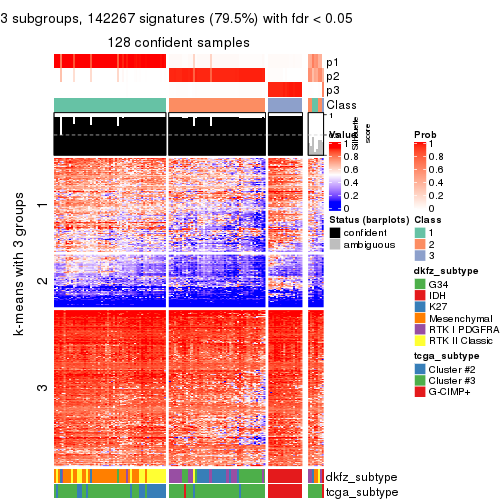 3 subgroups, 142267 signatures (79.5%) with fdr < 0.05
128 confident samples
p1
p2
p3
Class
1
Silhouette
score
k-means with 3 groups
1
2
3
Value
1
0.8
0.6
0.4
0.2
0
Prob
1
0.8
0.6
0.4
0.2
0
Status (barplots)
confident
ambiguous
Class
1
2
3
dkfz_subtype
G34
IDH
K27
Mesenchymal
RTK I PDGFRA
RTK II Classic
tcga_subtype
Cluster #2
Cluster #3
G-CIMP+
dkfz_subtype
tcga_subtype